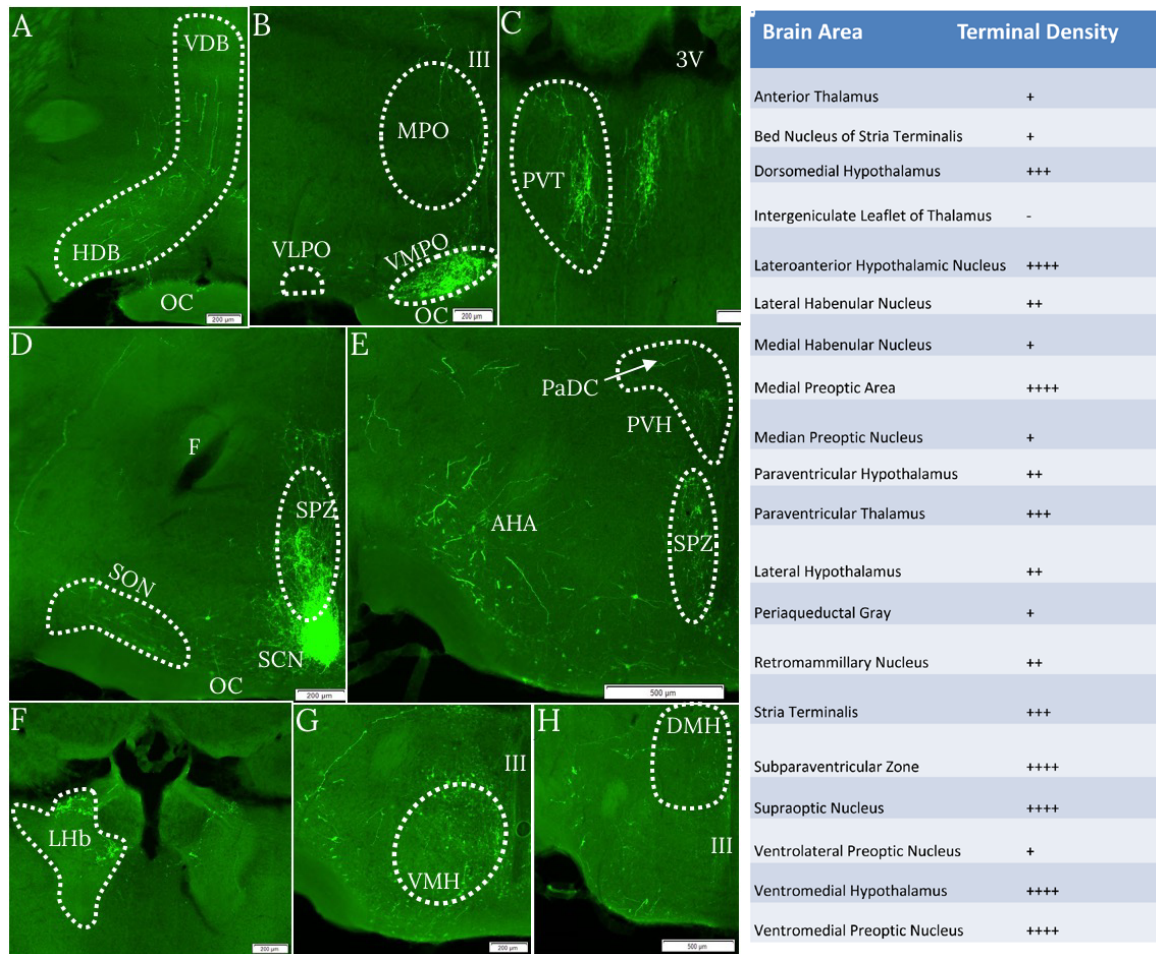 A
VDB
HDB
OC
200 μm
B
III
MPO
VLPO
VMPO
OC
200 μm
C
3V
PVT
D
F
SPZ
SON
SCN
OC
200 μm
E
PaDC
PVH
AHA
SPZ
500 μm
F
LHb
200 μm
G
III
VMH
200 μm
H
DMH
III
500 μm
Brain Area Terminal Density
Anterior Thalamus +
Bed Nucleus of Stria Terminalis +
Dorsomedial Hypothalamus +++
Intergeniculate Leaflet of Thalamus -
Lateroanterior Hypothalamic Nucleus ++++
Lateral Habenular Nucleus ++
Medial Habenular Nucleus +
Medial Preoptic Area ++++
Median Preoptic Nucleus +
Paraventricular Hypothalamus ++
Paraventricular Thalamus +++
Lateral Hypothalamus ++
Periaqueductal Gray +
Retromammillary Nucleus ++
Stria Terminalis +++
Subparaventricular Zone ++++
Supraoptic Nucleus ++++
Ventrolateral Preoptic Nucleus +
Ventromedial Hypothalamus ++++
Ventromedial Preoptic Nucleus ++++